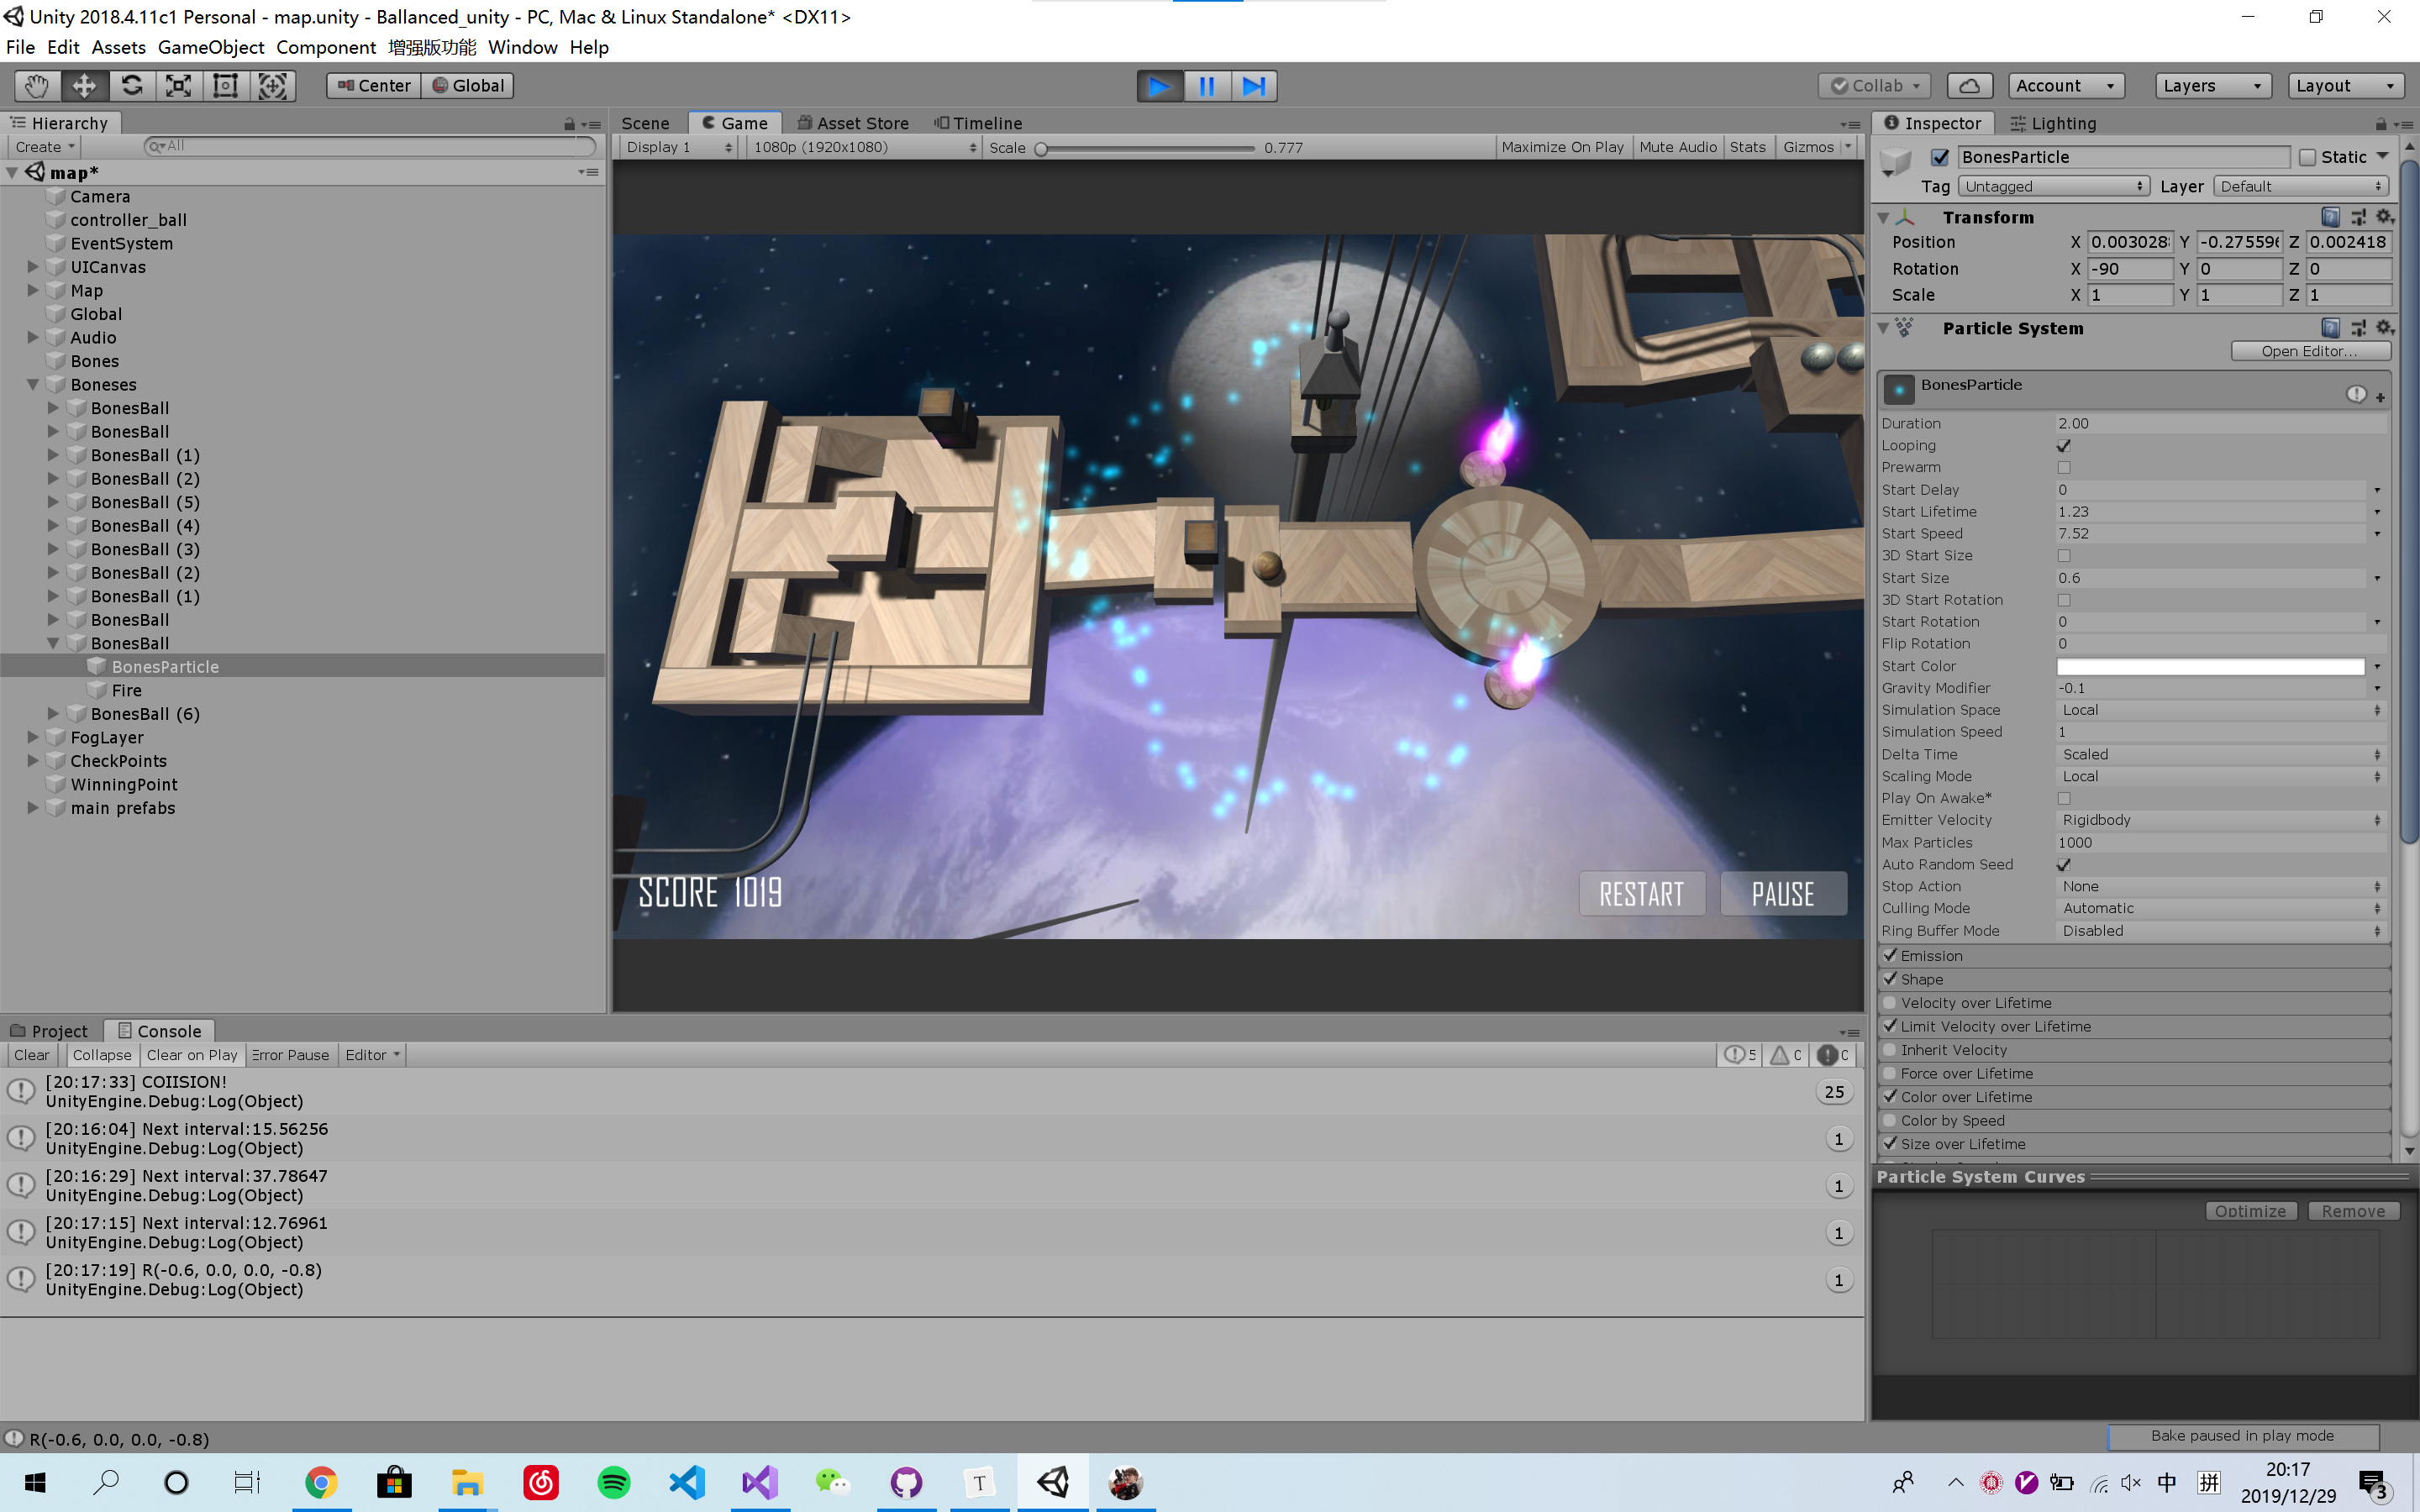 Unity 2018.4.11c1 Personal - map.unity - Ballanced_unity - PC, Mac & Linux Standalone* <DX11>
File Edit Assets GameObject Component 增强版功能 Window Help
Center Global Collab Account Layers Layout
Hierarchy
Create All
map*
Camera
controller_ball
EventSystem
UICanvas
Map
Global
Audio
Bones
Boneses
BonesBall
BonesBall
BonesBall (1)
BonesBall (2)
BonesBall (5)
BonesBall (4)
BonesBall (3)
BonesBall (2)
BonesBall (1)
BonesBall
BonesBall
BonesParticle
Fire
BonesBall (6)
FogLayer
CheckPoints
WinningPoint
main prefabs
Scene Game Asset Store Timeline
Display 1 1080p (1920x1080) Scale 0.777 Maximize On Play Mute Audio Stats Gizmos
SCORE 1019
RESTART PAUSE
Inspector Lighting
BonesParticle Static
Tag Untagged Layer Default
Transform
Position X 0.003028 Y -0.27559 Z 0.002418
Rotation X -90 Y 0 Z 0
Scale X 1 Y 1 Z 1
Particle System
Open Editor...
BonesParticle
Duration 2.00
Looping
Prewarm
Start Delay 0
Start Lifetime 1.23
Start Speed 7.52
3D Start Size
Start Size 0.6
3D Start Rotation
Start Rotation 0
Flip Rotation 0
Start Color
Gravity Modifier -0.1
Simulation Space Local
Simulation Speed 1
Delta Time Scaled
Scaling Mode Local
Play On Awake*
Emitter Velocity Rigidbody
Max Particles 1000
Auto Random Seed
Stop Action None
Culling Mode Automatic
Ring Buffer Mode Disabled
Emission
Shape
Velocity over Lifetime
Limit Velocity over Lifetime
Inherit Velocity
Force over Lifetime
Color over Lifetime
Color by Speed
Size over Lifetime
Particle System Curves
Optimize Remove
Project Console
Clear Collapse Clear on Play Error Pause Editor 5 0 0
[20:17:33] COIISION!
UnityEngine.Debug:Log(Object)
25
[20:16:04] Next interval:15.56256
UnityEngine.Debug:Log(Object)
1
[20:16:29] Next interval:37.78647
UnityEngine.Debug:Log(Object)
1
[20:17:15] Next interval:12.76961
UnityEngine.Debug:Log(Object)
1
[20:17:19] R(-0.6, 0.0, 0.0, -0.8)
UnityEngine.Debug:Log(Object)
1
R(-0.6, 0.0, 0.0, -0.8)
Bake paused in play mode
T
中 拼
20:17
2019/12/29
3